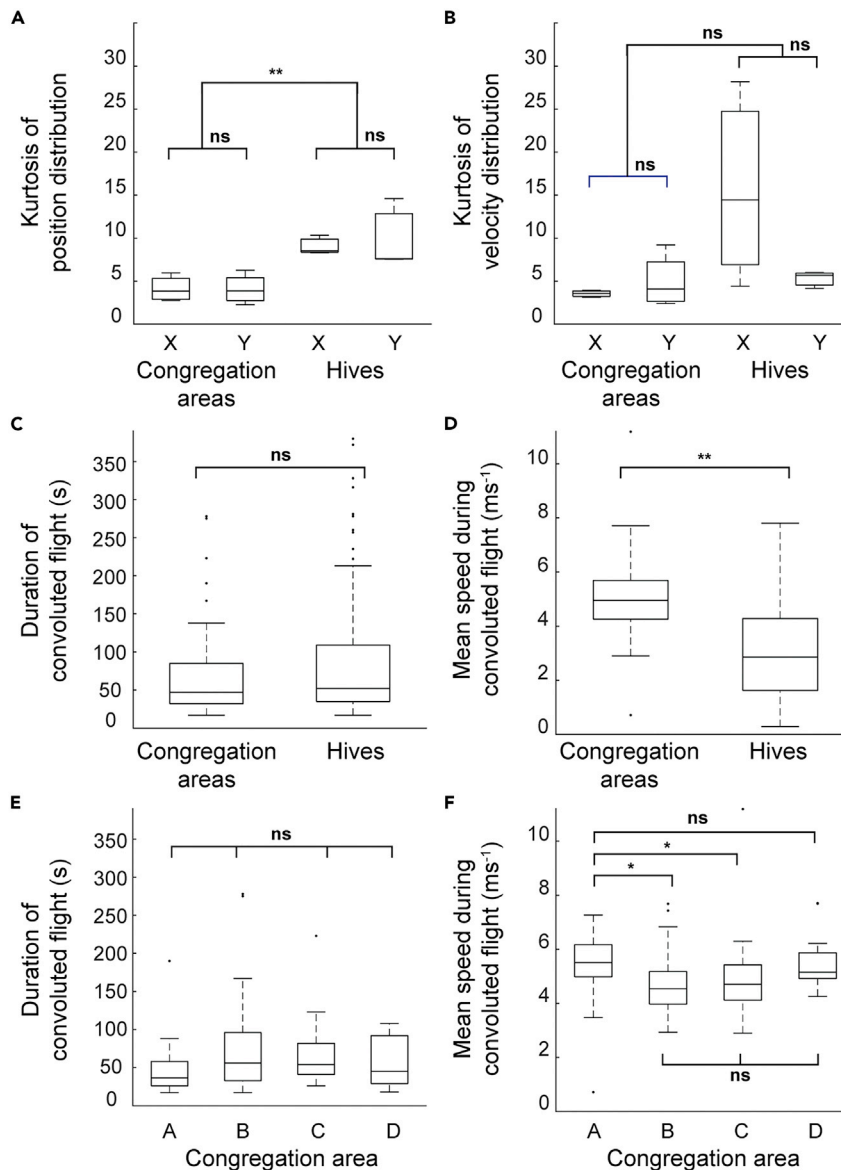 A
Kurtosis of
position distribution
35
30
25
20
15
10
5
0
**
ns
ns
X Y X Y
Congregation Hives
areas
B
Kurtosis of
velocity distribution
35
30
25
20
15
10
5
0
ns
ns
ns
X Y X Y
Congregation Hives
areas
C
Duration of
convoluted flight (s)
350
300
250
200
150
100
50
0
ns
Congregation Hives
areas
D
Mean speed during
convoluted flight (ms-1)
10
8
6
4
2
0
**
Congregation Hives
areas
E
Duration of
convoluted flight (s)
350
300
250
200
150
100
50
0
ns
A B C D
Congregation area
F
Mean speed during
convoluted flight (ms-1)
10
8
6
4
2
0
ns
*
*
ns
A B C D
Congregation area